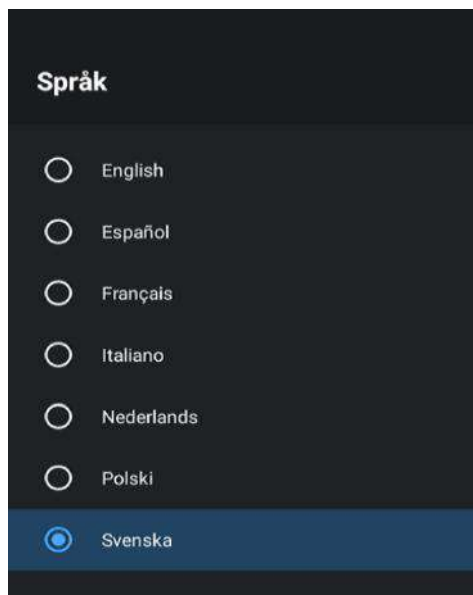 Språk
English
Español
Français
Italiano
Nederlands
Polski
Svenska